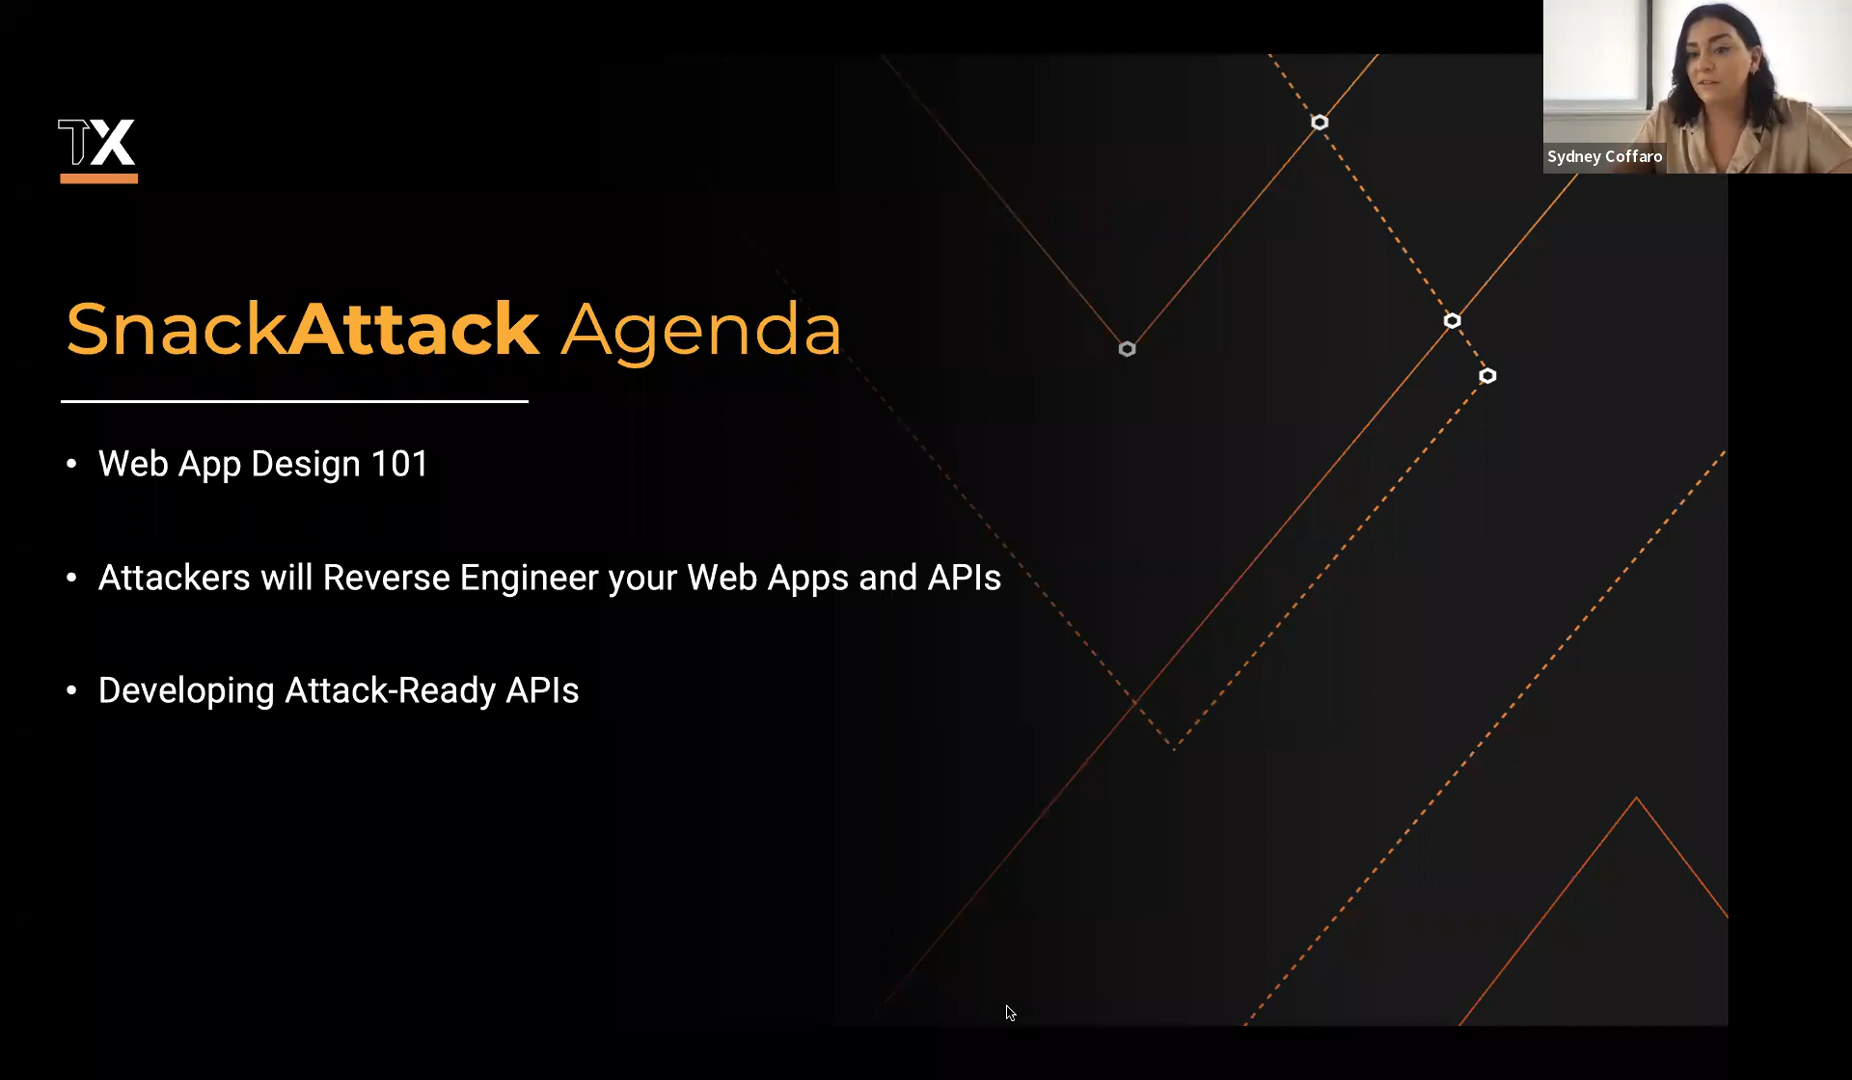 TX
Sydney Coffaro
SnackAttack Agenda
• Web App Design 101
• Attackers will Reverse Engineer your Web Apps and APIs
• Developing Attack-Ready APIs